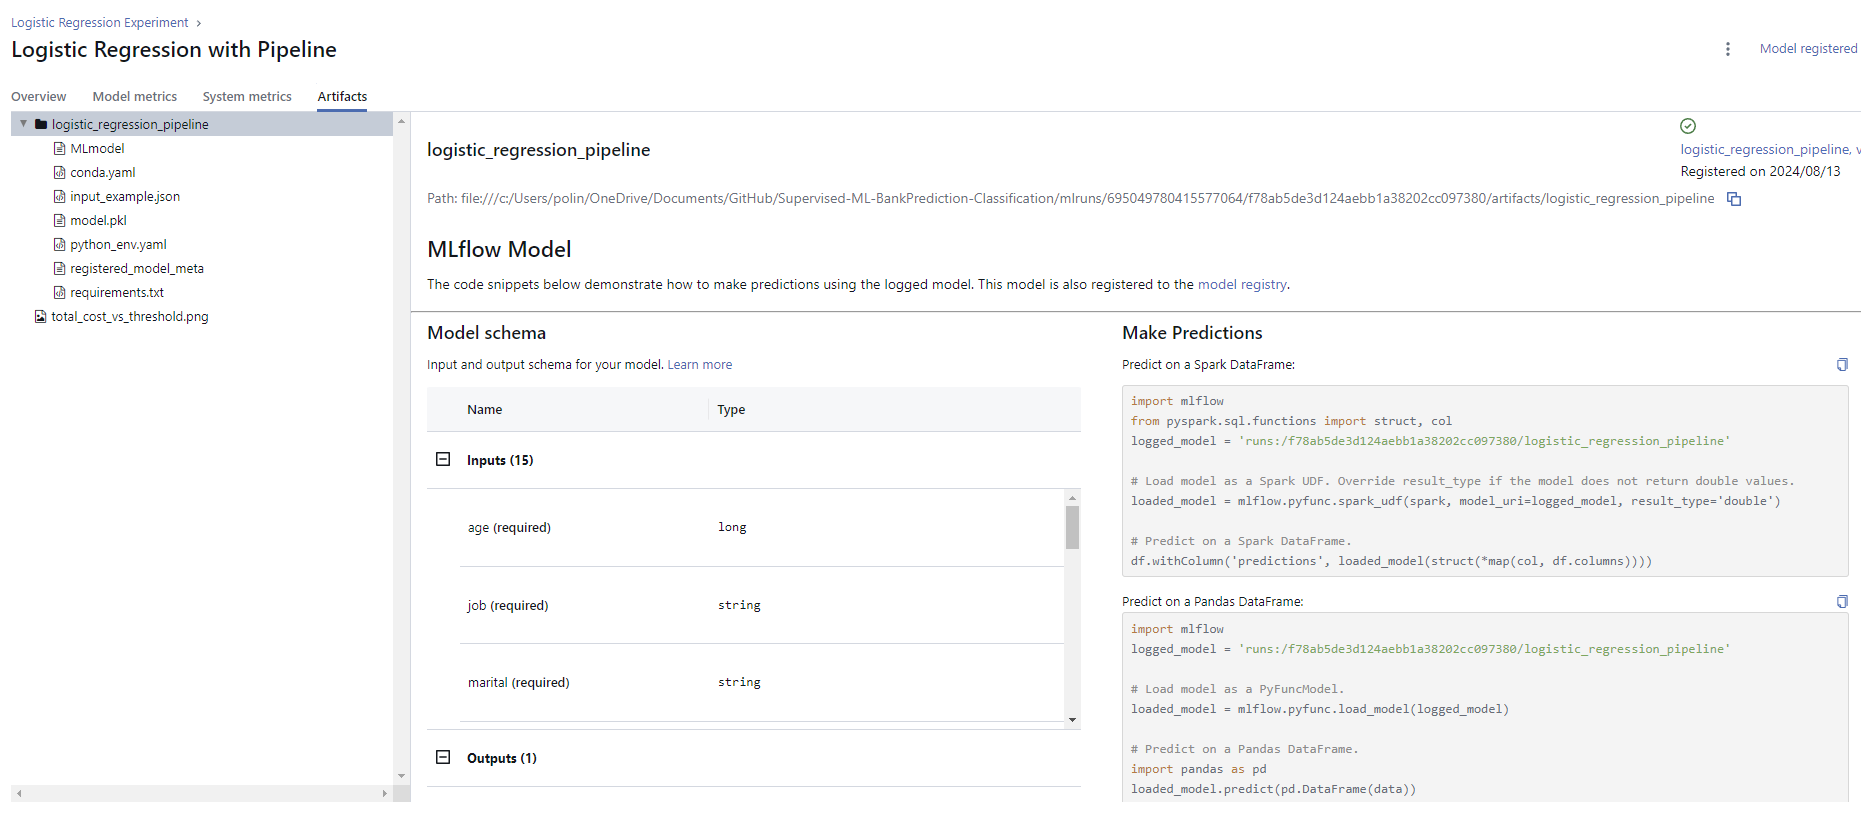 Logistic Regression Experiment ›
Logistic Regression with Pipeline
Model registered
Overview Model metrics System metrics Artifacts
logistic_regression_pipeline
MLmodel
conda.yaml
input_example.json
model.pkl
python_env.yaml
registered_model_meta
requirements.txt
total_cost_vs_threshold.png
logistic_regression_pipeline
logistic_regression_pipeline, v
Registered on 2024/08/13
Path: file:///c:/Users/polin/OneDrive/Documents/GitHub/Supervised-ML-BankPrediction-Classification/mlruns/695049780415577064/f78ab5de3d124aebb1a38202cc097380/artifacts/logistic_regression_pipeline
MLflow Model
The code snippets below demonstrate how to make predictions using the logged model. This model is also registered to the model registry.
Model schema
Input and output schema for your model. Learn more
Name Type
Inputs (15)
age (required) long
job (required) string
marital (required) string
Outputs (1)
Make Predictions
Predict on a Spark DataFrame:
import mlflow
from pyspark.sql.functions import struct, col
logged_model = 'runs:/f78ab5de3d124aebb1a38202cc097380/logistic_regression_pipeline'
# Load model as a Spark UDF. Override result_type if the model does not return double values.
loaded_model = mlflow.pyfunc.spark_udf(spark, model_uri=logged_model, result_type='double')
# Predict on a Spark DataFrame.
df.withColumn('predictions', loaded_model(struct(*map(col, df.columns))))
Predict on a Pandas DataFrame:
import mlflow
logged_model = 'runs:/f78ab5de3d124aebb1a38202cc097380/logistic_regression_pipeline'
# Load model as a PyFuncModel.
loaded_model = mlflow.pyfunc.load_model(logged_model)
# Predict on a Pandas DataFrame.
import pandas as pd
loaded_model.predict(pd.DataFrame(data))